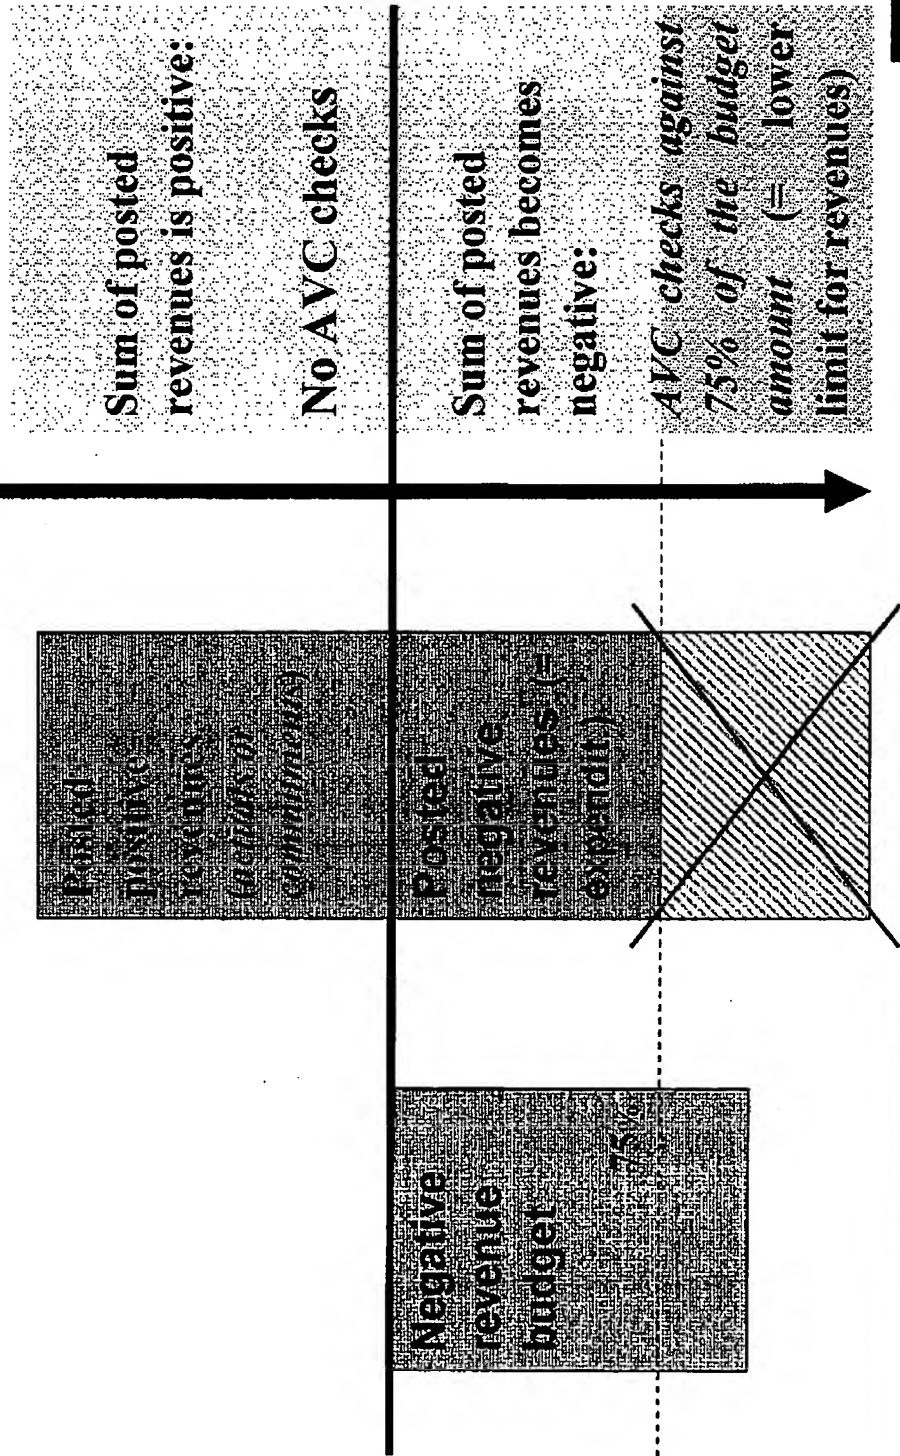 Negative
revenue
budget
75%
Posted
positive
revenues
(actuals or
commitments)
Posted
negative
revenues (=
expendit)
Sum of posted
revenues is positive:
No AVC checks
Sum of posted
revenues becomes
negative:
AVC checks against
75% of the budget
amount (= lower
limit for revenues)